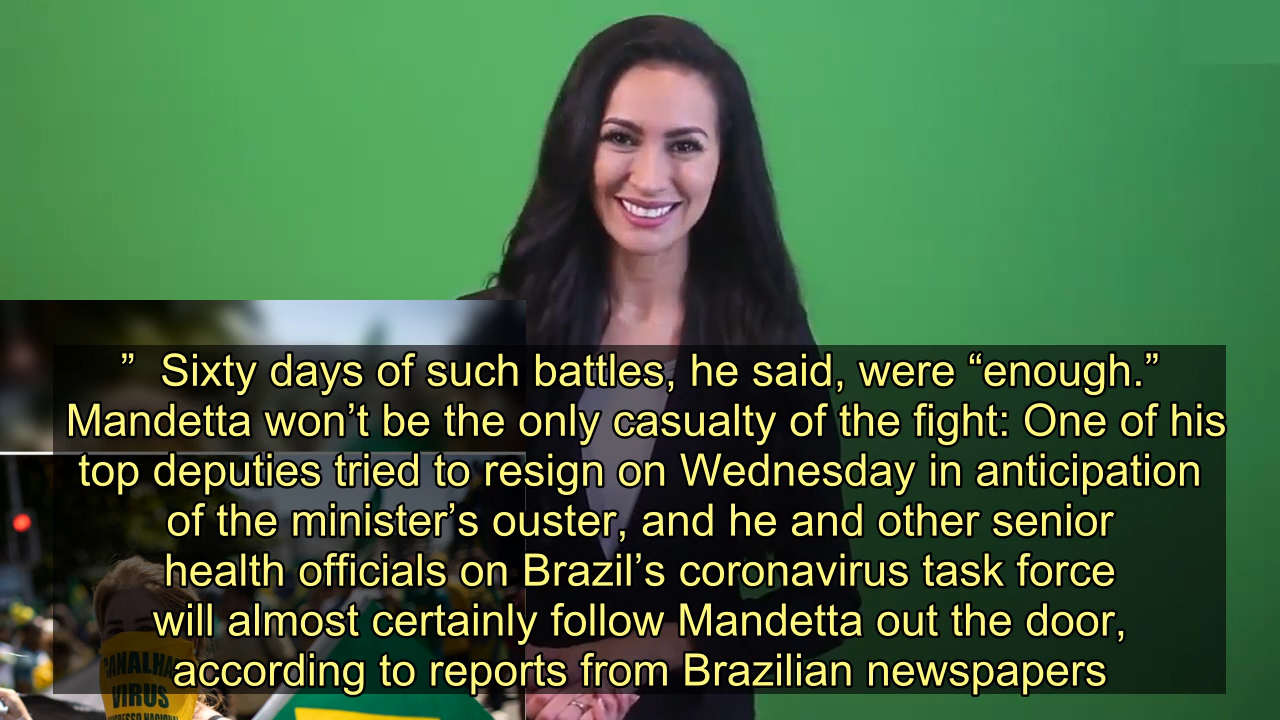 ” Sixty days of such battles, he said, were “enough.”
Mandetta won’t be the only casualty of the fight: One of his
top deputies tried to resign on Wednesday in anticipation
of the minister’s ouster, and he and other senior
health officials on Brazil’s coronavirus task force
will almost certainly follow Mandetta out the door,
according to reports from Brazilian newspapers
CANALHA
VIRUS